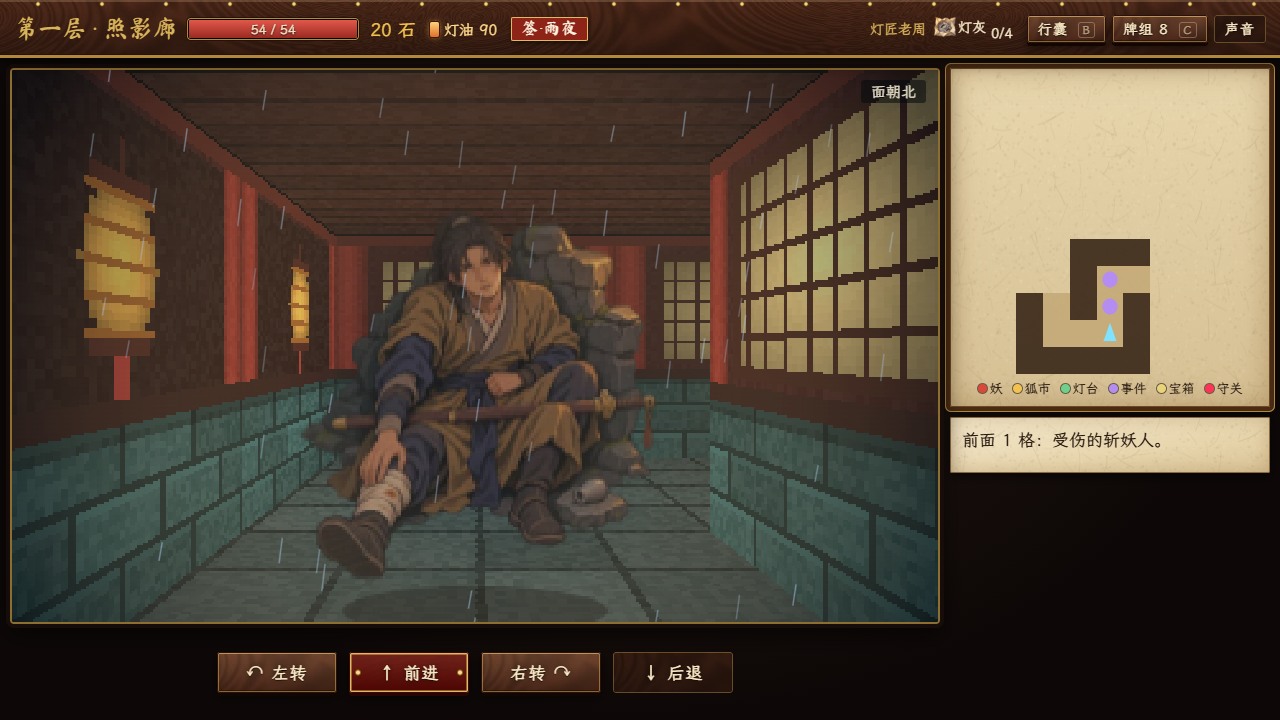 第一层·照影廊
54 / 54
20 石
灯油 90
签·雨夜
灯匠老周
灯灰 0/4
行囊 B
牌组 8 C
声音
面朝北
妖 狐市 灯台 事件 宝箱 守关
前面 1 格：受伤的斩妖人。
↶ 左转
↑ 前进
右转 ↷
↓ 后退